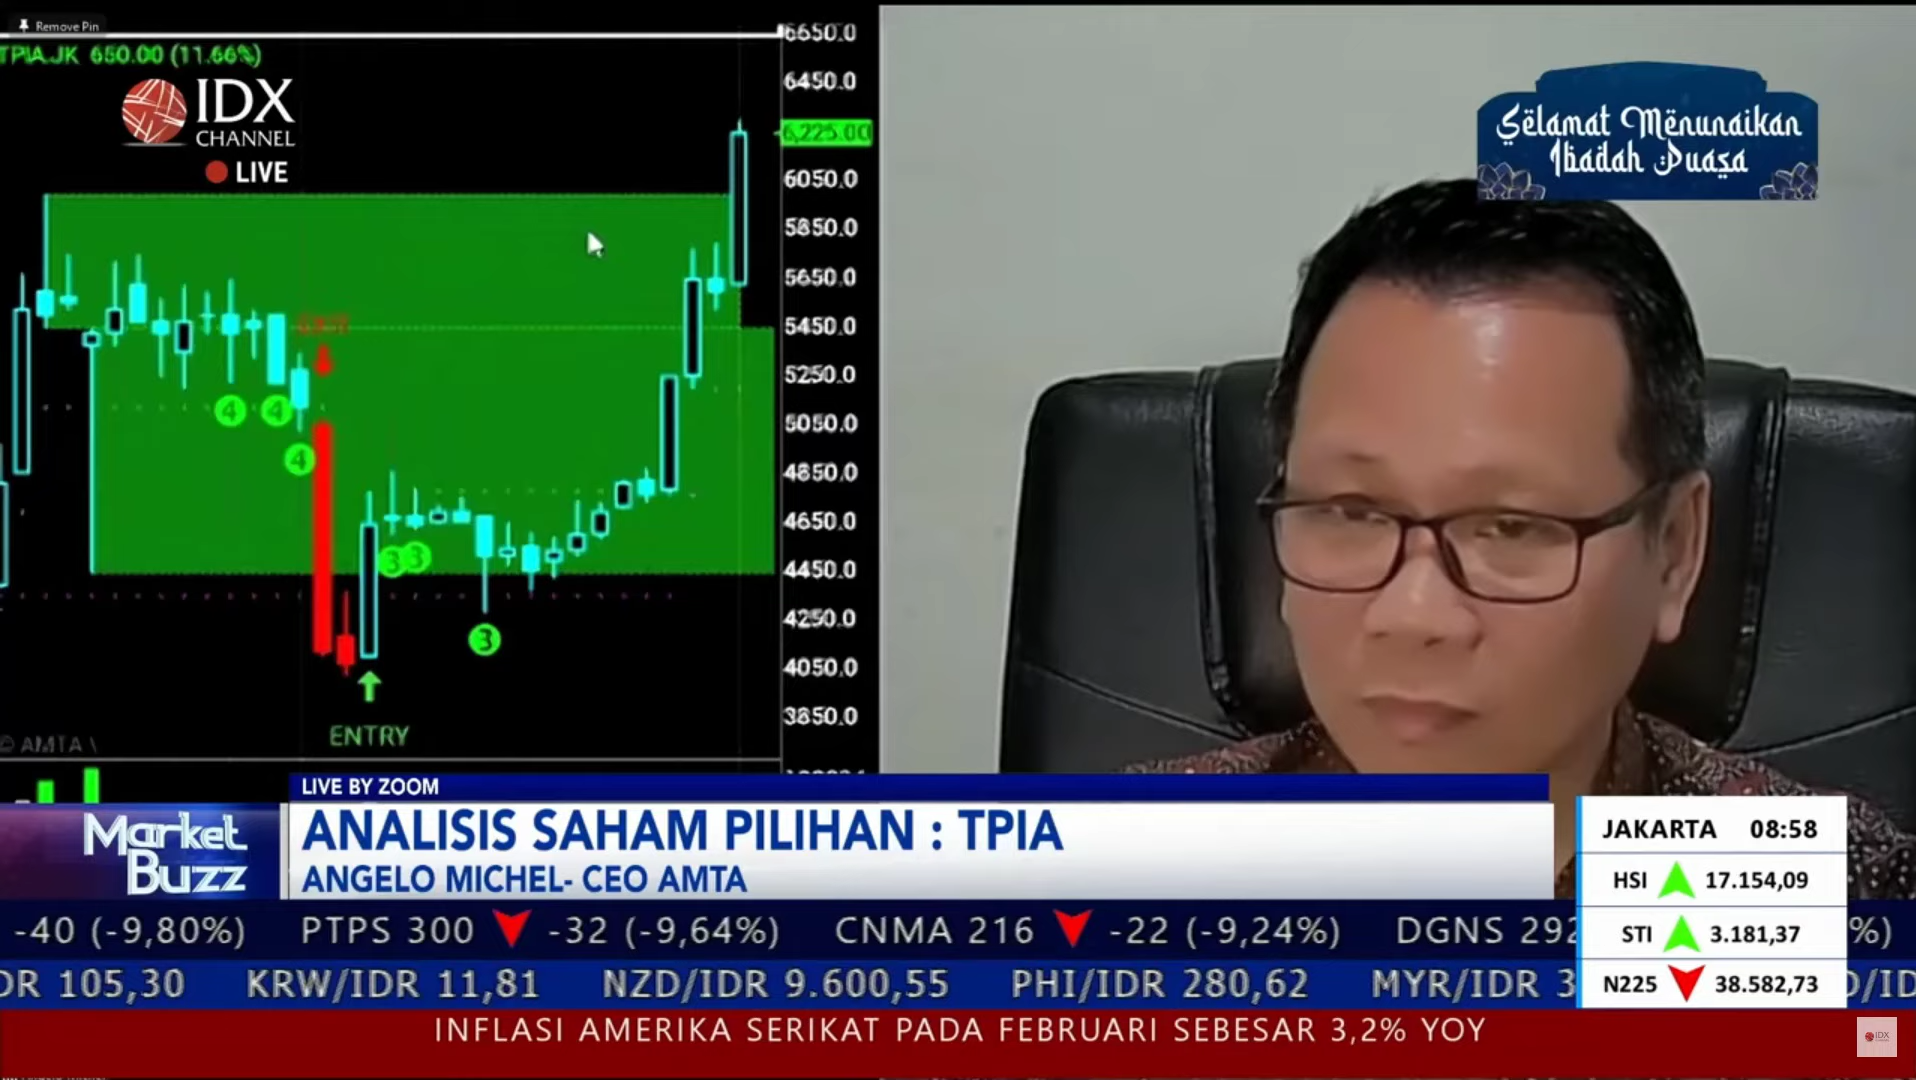 Remove Pin
TPIA.JK 650.00 (11.66%)
IDX
CHANNEL
LIVE
6650.0
6450.0
6,225.00
6050.0
5850.0
5650.0
5450.0
5250.0
5050.0
4850.0
4650.0
4450.0
4250.0
4050.0
3850.0
4
4
4
3
3
3
ENTRY
© AMTA \
Selamat Menunaikan
Ibadah Puasa
LIVE BY ZOOM
Market
Buzz
ANALISIS SAHAM PILIHAN : TPIA
ANGELO MICHEL- CEO AMTA
JAKARTA 08:58
HSI 17.154,09
STI 3.181,37
N225 38.582,73
-40 (-9,80%) PTPS 300 -32 (-9,64%) CNMA 216 -22 (-9,24%) DGNS 292 %)
DR 105,30 KRW/IDR 11,81 NZD/IDR 9.600,55 PHI/IDR 280,62 MYR/IDR 3 D/ID
INFLASI AMERIKA SERIKAT PADA FEBRUARI SEBESAR 3,2% YOY
IDX